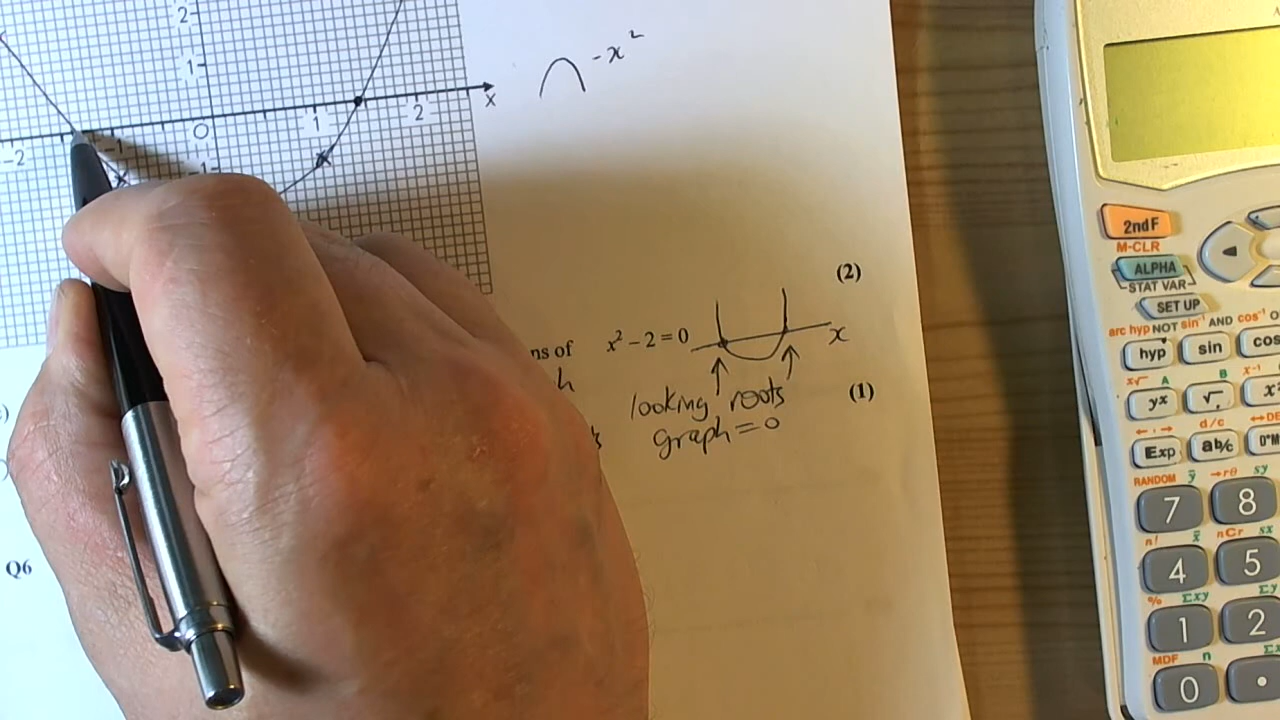 2
1
-x²
x
-2
-1
O
1
2
-1
(2)
ns of x² - 2 = 0
x
h
looking roots
(1)
graph = 0
Q6
2ndF
M-CLR
ALPHA
STAT VAR
SET UP
arc hyp NOT sin⁻¹ AND cos⁻¹
hyp sin cos
yx √
Exp ab/c
RANDOM
7 8
n! nCr
4 5
% Σxy Σy
1 2
MDF n
0 •